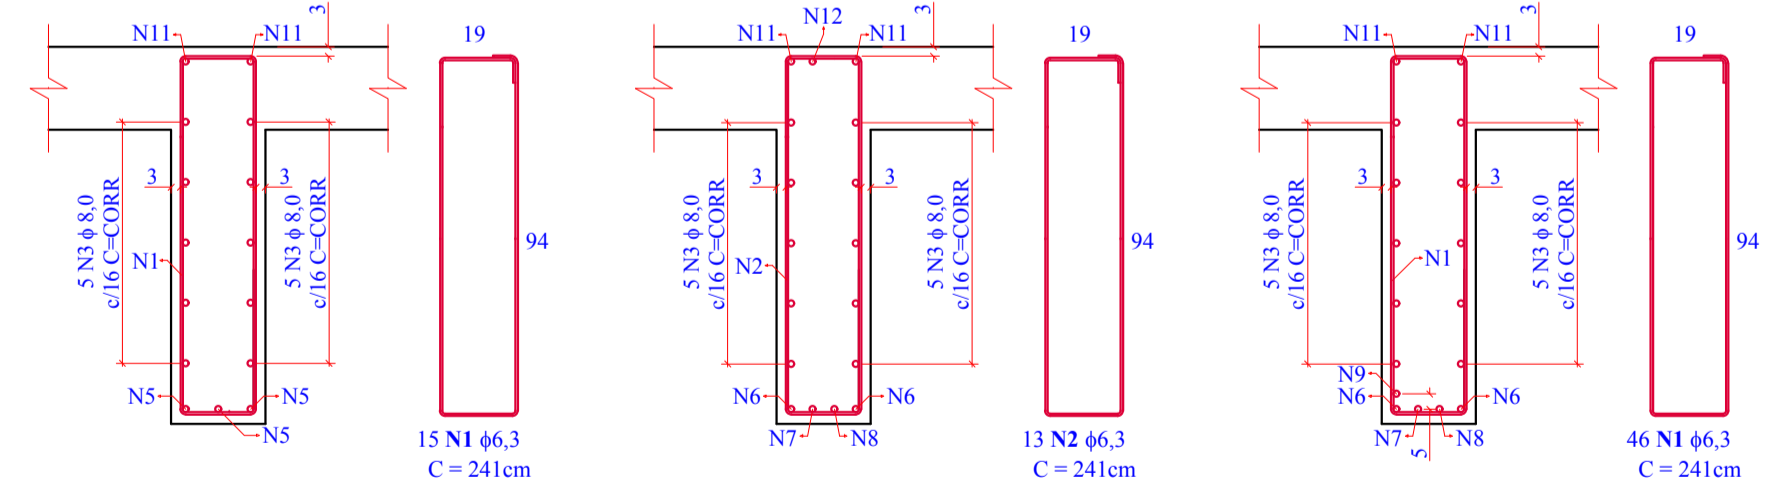 N11
N11
3
19
3
3
5 N3 ϕ 8,0
c/16 C=CORR
N1
5 N3 ϕ 8,0
c/16 C=CORR
94
N5
N5
N5
15 N1 ϕ6,3
C = 241cm
N12
N11
N11
3
19
3
3
5 N3 ϕ 8,0
c/16 C=CORR
N2
5 N3 ϕ 8,0
c/16 C=CORR
94
N6
N6
N7
N8
13 N2 ϕ6,3
C = 241cm
N11
N11
3
19
3
3
5 N3 ϕ 8,0
c/16 C=CORR
N1
5 N3 ϕ 8,0
c/16 C=CORR
94
N9
N6
N6
N7
N8
5
46 N1 ϕ6,3
C = 241cm